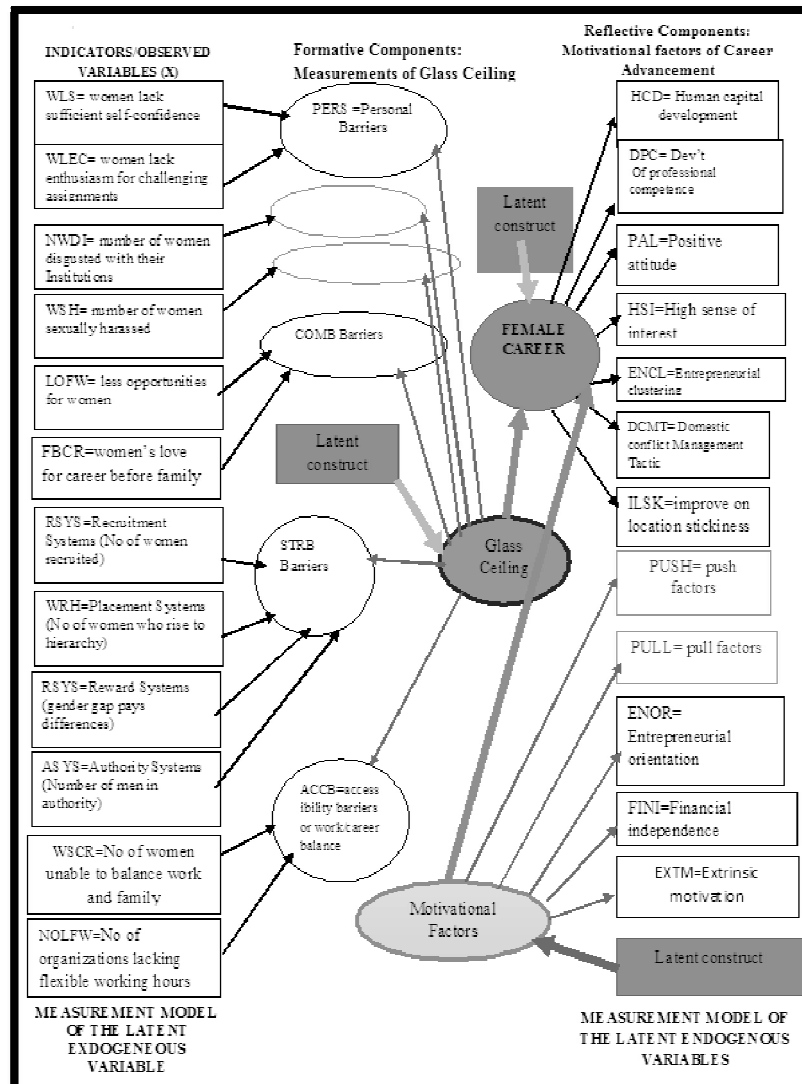 INDICATORS/OBSERVED
VARIABLES (X)
WLS= women lack
sufficient self-confidence
WLEC= women lack
enthusiasm for challenging
assignments
NWDI= number of women
disgusted with their
Institutions
WSH= number of women
sexually harassed
LOFW= less opportunities
for women
FBCR=women's love
for career before family
RSYS=Recruitment
Systems (No of women
recruited)
WRH=Placement Systems
(No of women who rise to
hierarchy)
RSYS=Reward Systems
(gender gap pays
differences)
ASYS=Authority Systems
(Number of men in
authority)
WSCR=No of women
unable to balance work
and family
NOLFW=No of
organizations lacking
flexible working hours
MEASUREMENT MODEL
OF THE LATENT
EXDOGENEOUS
VARIABLE
Formative Components:
Measurements of Glass Ceiling
PERS =Personal
Barriers
COMB Barriers
Latent
construct
STRB
Barriers
Glass
Ceiling
ACCB=access
ibility barriers
or work/career
balance
Motivational
Factors
Latent
construct
FEMALE
CAREER
Reflective Components:
Motivational factors of Career
Advancement
HCD= Human capital
development
DPC= Dev't
Of professional
competence
PAL=Positive
attitude
HSI=High sense of
interest
ENCL=Entrepreneurial
clustering
DCMT= Domestic
conflict Management
Tactic
ILSK=improve on
location stickiness
PUSH= push
factors
PULL= pull factors
ENOR=
Entrepreneurial
orientation
FINI=Financial
independence
EXTM=Extrinsic
motivation
Latent construct
MEASUREMENT MODEL OF
THE LATENT ENDOGENOUS
VARIABLES